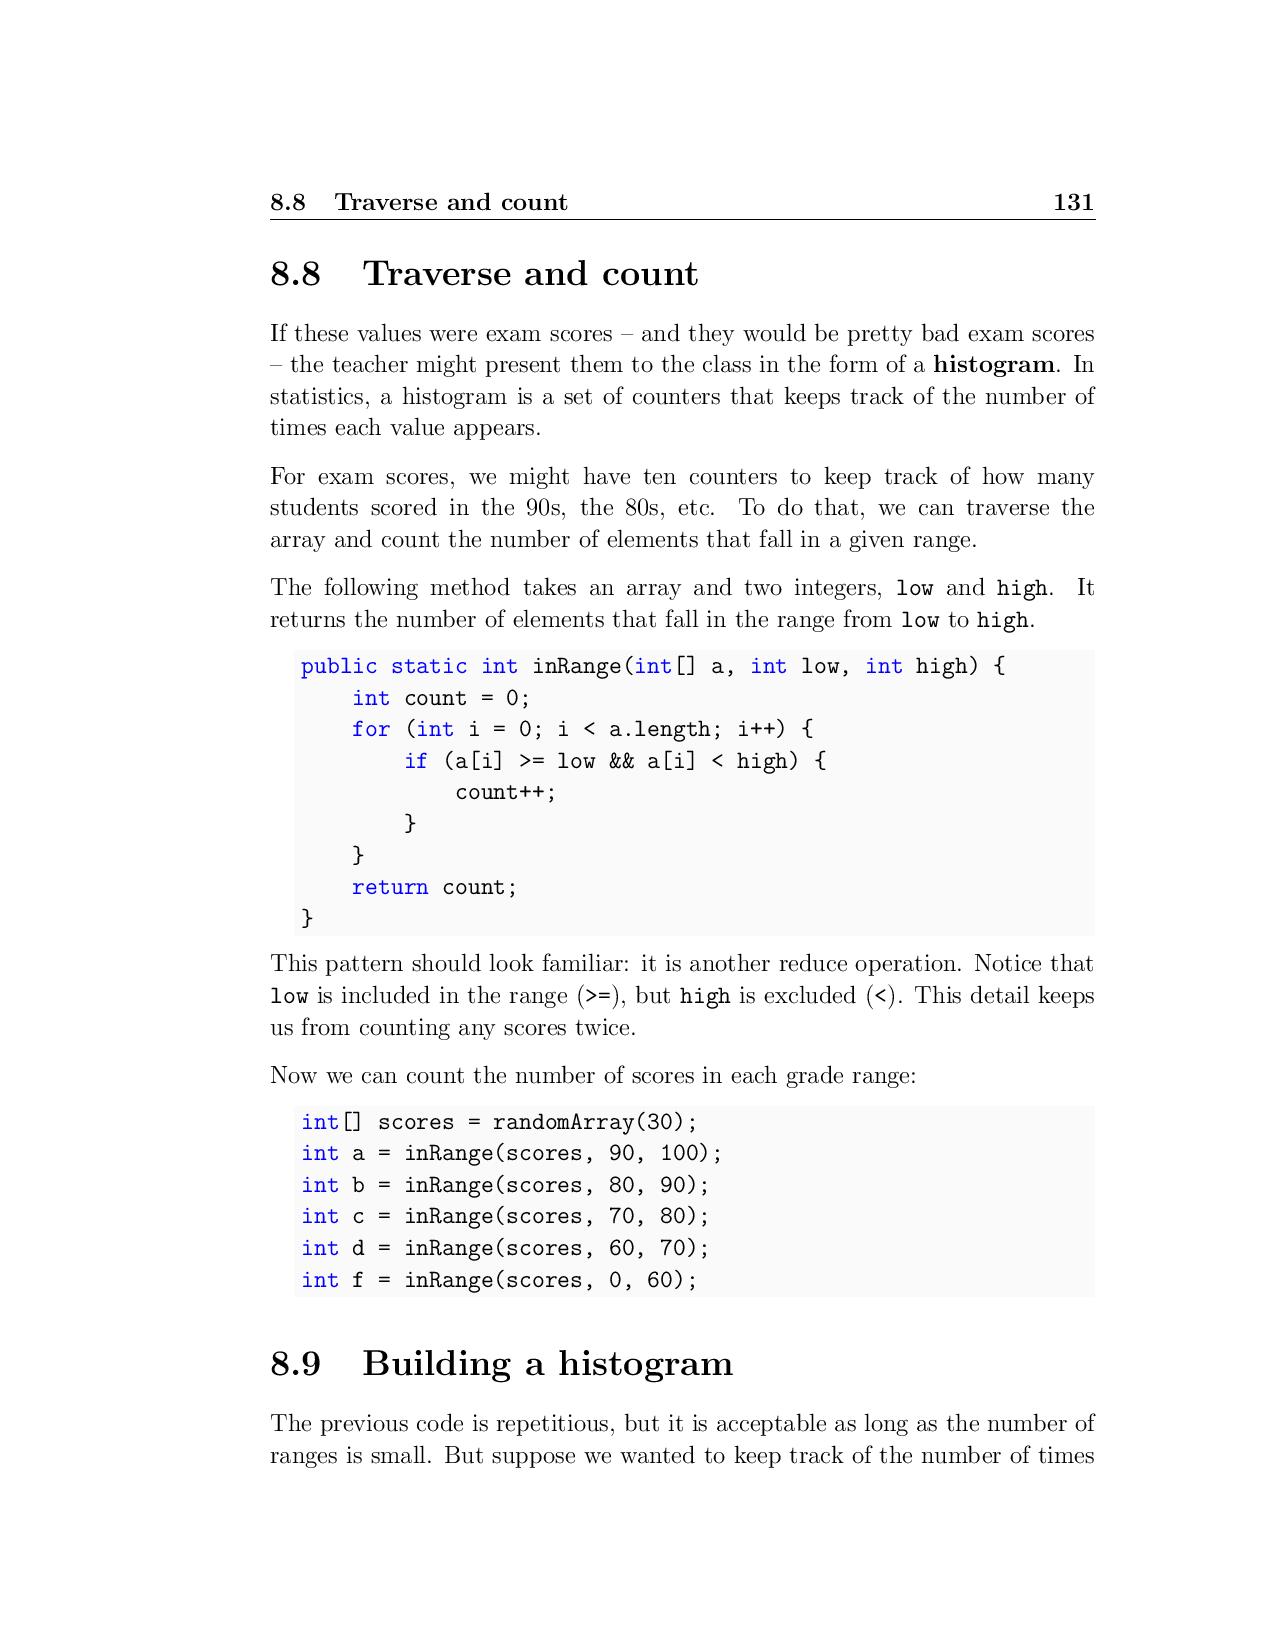 8.8 Traverse and count 131
8.8 Traverse and count
If these values were exam scores – and they would be pretty bad exam scores
– the teacher might present them to the class in the form of a histogram. In
statistics, a histogram is a set of counters that keeps track of the number of
times each value appears.
For exam scores, we might have ten counters to keep track of how many
students scored in the 90s, the 80s, etc. To do that, we can traverse the
array and count the number of elements that fall in a given range.
The following method takes an array and two integers, low and high. It
returns the number of elements that fall in the range from low to high.
public static int inRange(int[] a, int low, int high) {
    int count = 0;
    for (int i = 0; i < a.length; i++) {
        if (a[i] >= low && a[i] < high) {
            count++;
        }
    }
    return count;
}
This pattern should look familiar: it is another reduce operation. Notice that
low is included in the range (>=), but high is excluded (<). This detail keeps
us from counting any scores twice.
Now we can count the number of scores in each grade range:
int[] scores = randomArray(30);
int a = inRange(scores, 90, 100);
int b = inRange(scores, 80, 90);
int c = inRange(scores, 70, 80);
int d = inRange(scores, 60, 70);
int f = inRange(scores, 0, 60);
8.9 Building a histogram
The previous code is repetitious, but it is acceptable as long as the number of
ranges is small. But suppose we wanted to keep track of the number of times